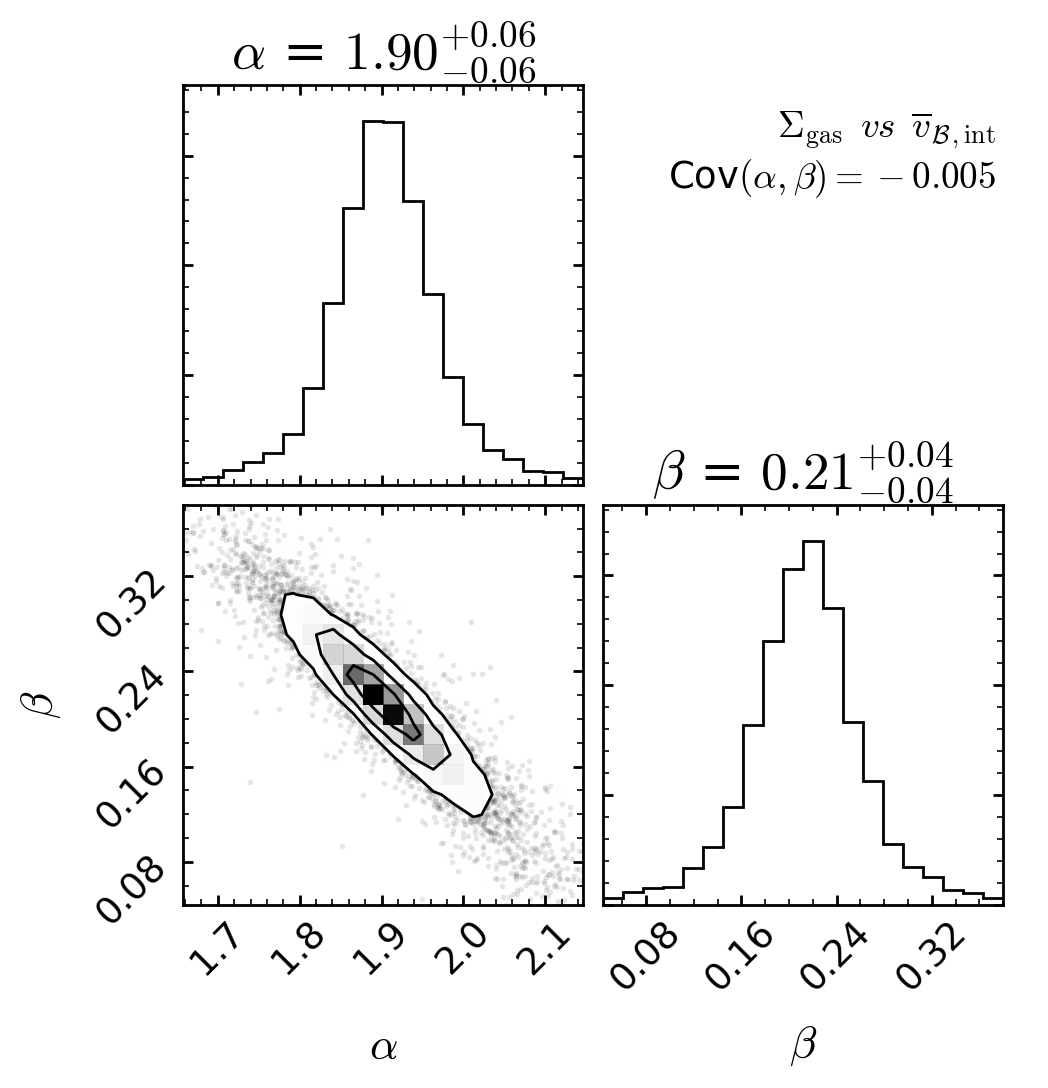 α = 1.90+0.06−0.06
Σgas vs v̅ℬ, int
Cov(α, β) = − 0.005
β = 0.21+0.04−0.04
β
0.32
0.24
0.16
0.08
1.7 1.8 1.9 2.0 2.1
0.08 0.16 0.24 0.32
α
β